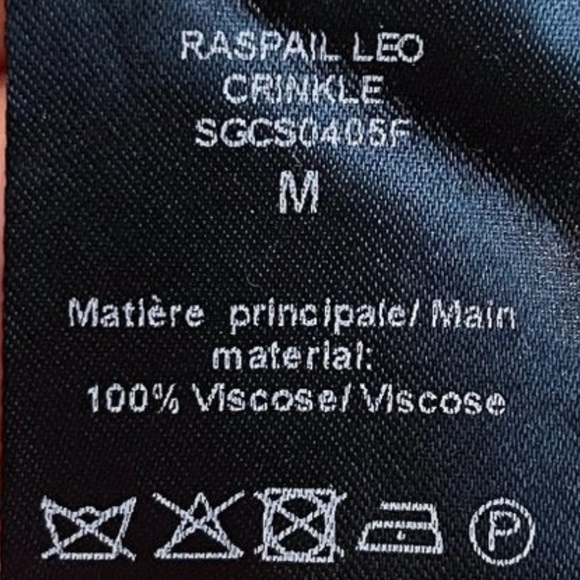 RASPAIL LEO
CRINKLE
SGCS0405F
M
Matière principale/ Main
material:
100% Viscose/ Viscose
P